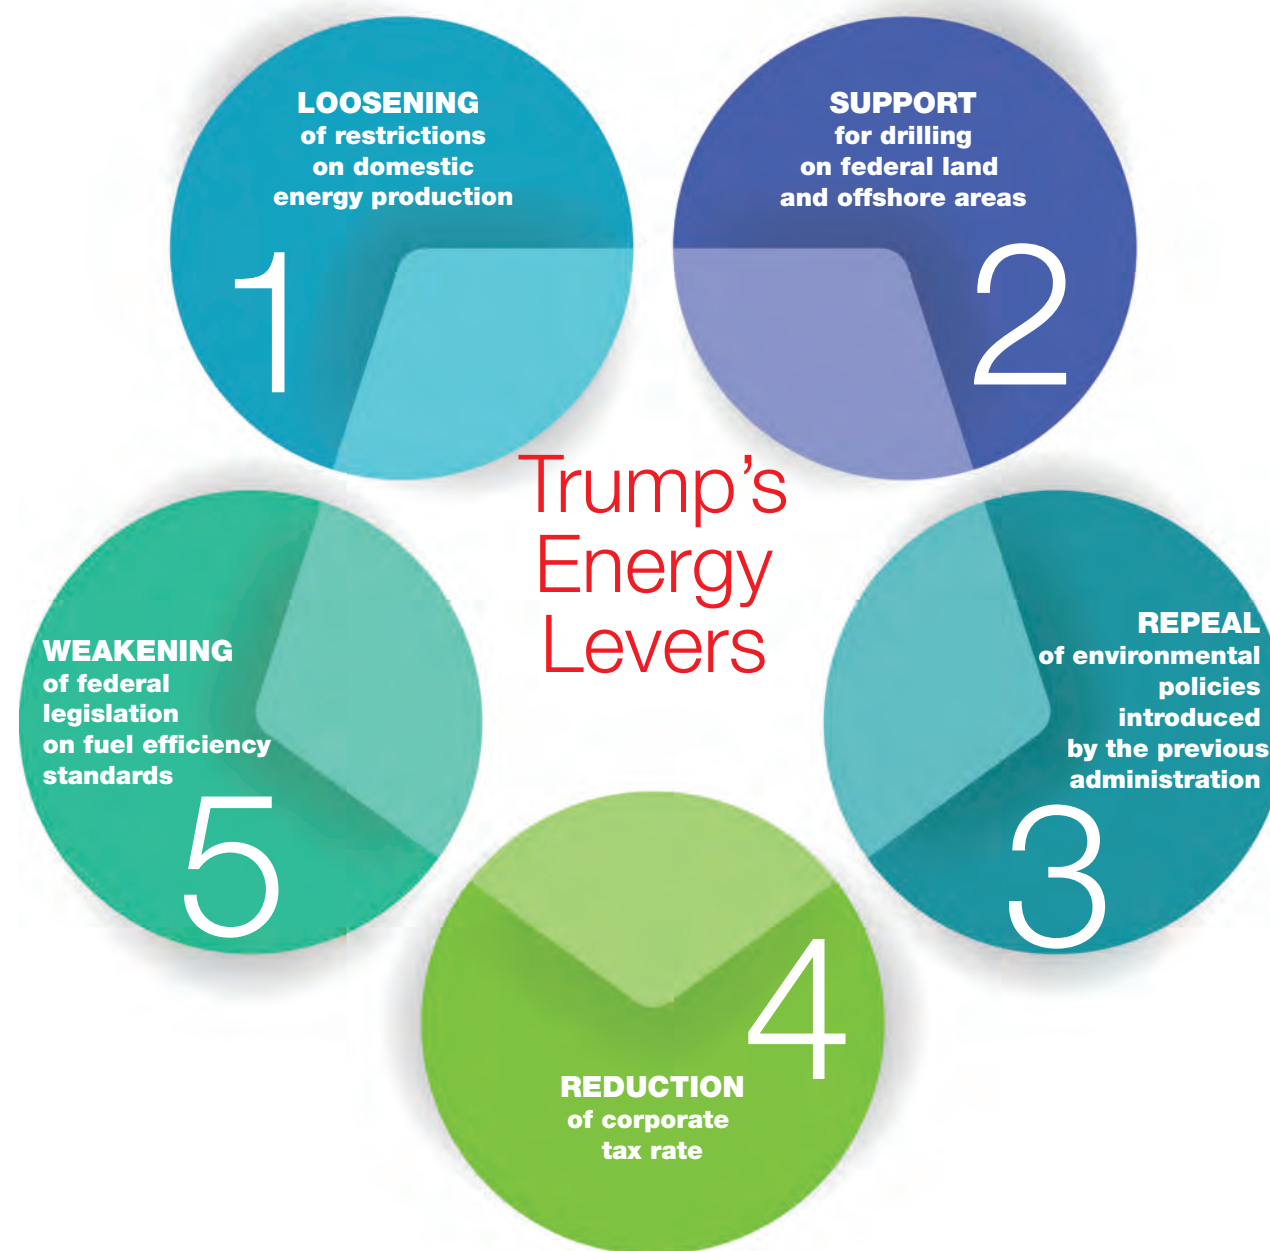 LOOSENING
of restrictions
on domestic
energy production
1
SUPPORT
for drilling
on federal land
and offshore areas
2
Trump's
Energy
Levers
REPEAL
of environmental
policies
introduced
by the previous
administration
3
REDUCTION
of corporate
tax rate
4
WEAKENING
of federal
legislation
on fuel efficiency
standards
5